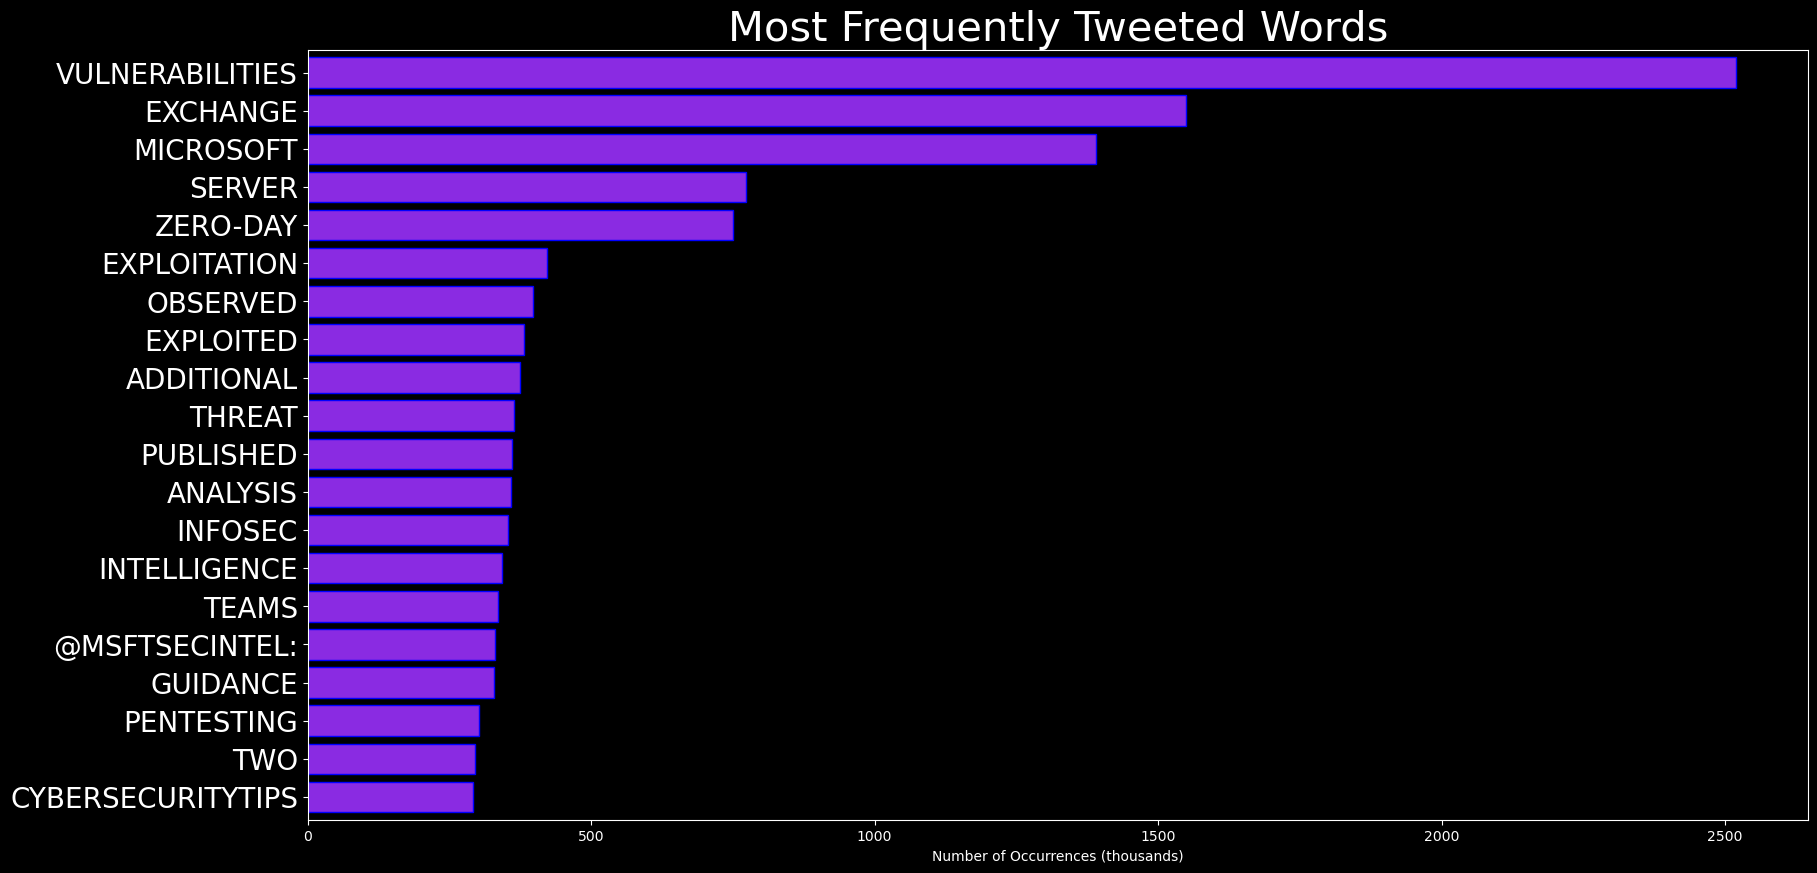 Most Frequently Tweeted Words
VULNERABILITIES
EXCHANGE
MICROSOFT
SERVER
ZERO-DAY
EXPLOITATION
OBSERVED
EXPLOITED
ADDITIONAL
THREAT
PUBLISHED
ANALYSIS
INFOSEC
INTELLIGENCE
TEAMS
@MSFTSECINTEL:
GUIDANCE
PENTESTING
TWO
CYBERSECURITYTIPS
0 500 1000 1500 2000 2500
Number of Occurrences (thousands)